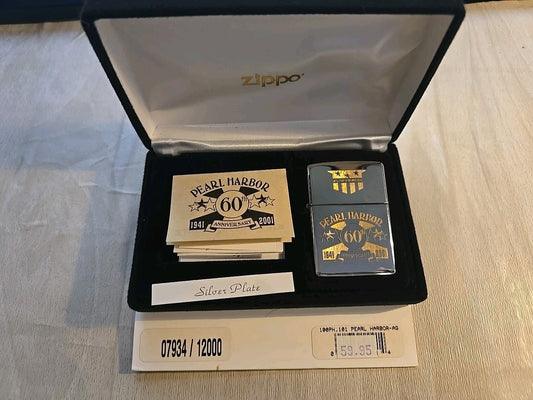 zippo
PEARL HARBOR
60th
1941 ANNIVERSARY 2001
PEARL HARBOR
60th
1941
Silver Plate
07934 / 12000
100PH.101 PEARL HARBOR-AG
59.95